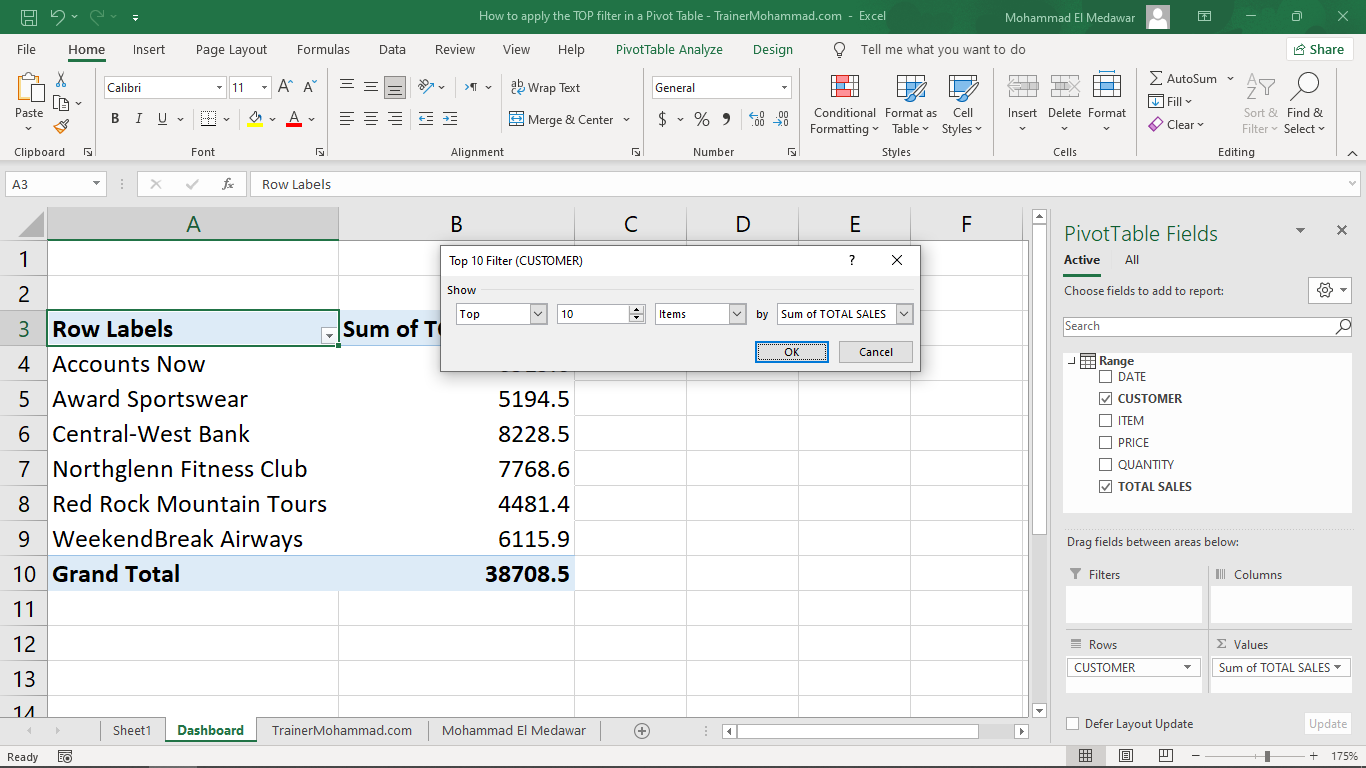 How to apply the TOP filter in a Pivot Table - TrainerMohammad.com - Excel
Mohammad El Medawar
File Home Insert Page Layout Formulas Data Review View Help PivotTable Analyze Design Tell me what you want to do Share
Paste
Clipboard
Calibri 11
B I U A
Font
ab Wrap Text
Merge & Center
Alignment
General
$ % 9
Number
Conditional Formatting
Format as Table
Cell Styles
Styles
Insert Delete Format
Cells
AutoSum
Fill
Clear
Sort & Filter
Find & Select
Editing
A3 fx Row Labels
A B C D E F
1
2
3 Row Labels Sum of T
4 Accounts Now
5 Award Sportswear 5194.5
6 Central-West Bank 8228.5
7 Northglenn Fitness Club 7768.6
8 Red Rock Mountain Tours 4481.4
9 WeekendBreak Airways 6115.9
10 Grand Total 38708.5
11
12
13
14
Top 10 Filter (CUSTOMER) ?
Show
Top 10 Items by Sum of TOTAL SALES
OK Cancel
PivotTable Fields
Active All
Choose fields to add to report:
Search
Range
DATE
CUSTOMER
ITEM
PRICE
QUANTITY
TOTAL SALES
Drag fields between areas below:
Filters Columns
Rows Σ Values
CUSTOMER Sum of TOTAL SALES
Defer Layout Update Update
Sheet1 Dashboard TrainerMohammad.com Mohammad El Medawar
Ready 175%